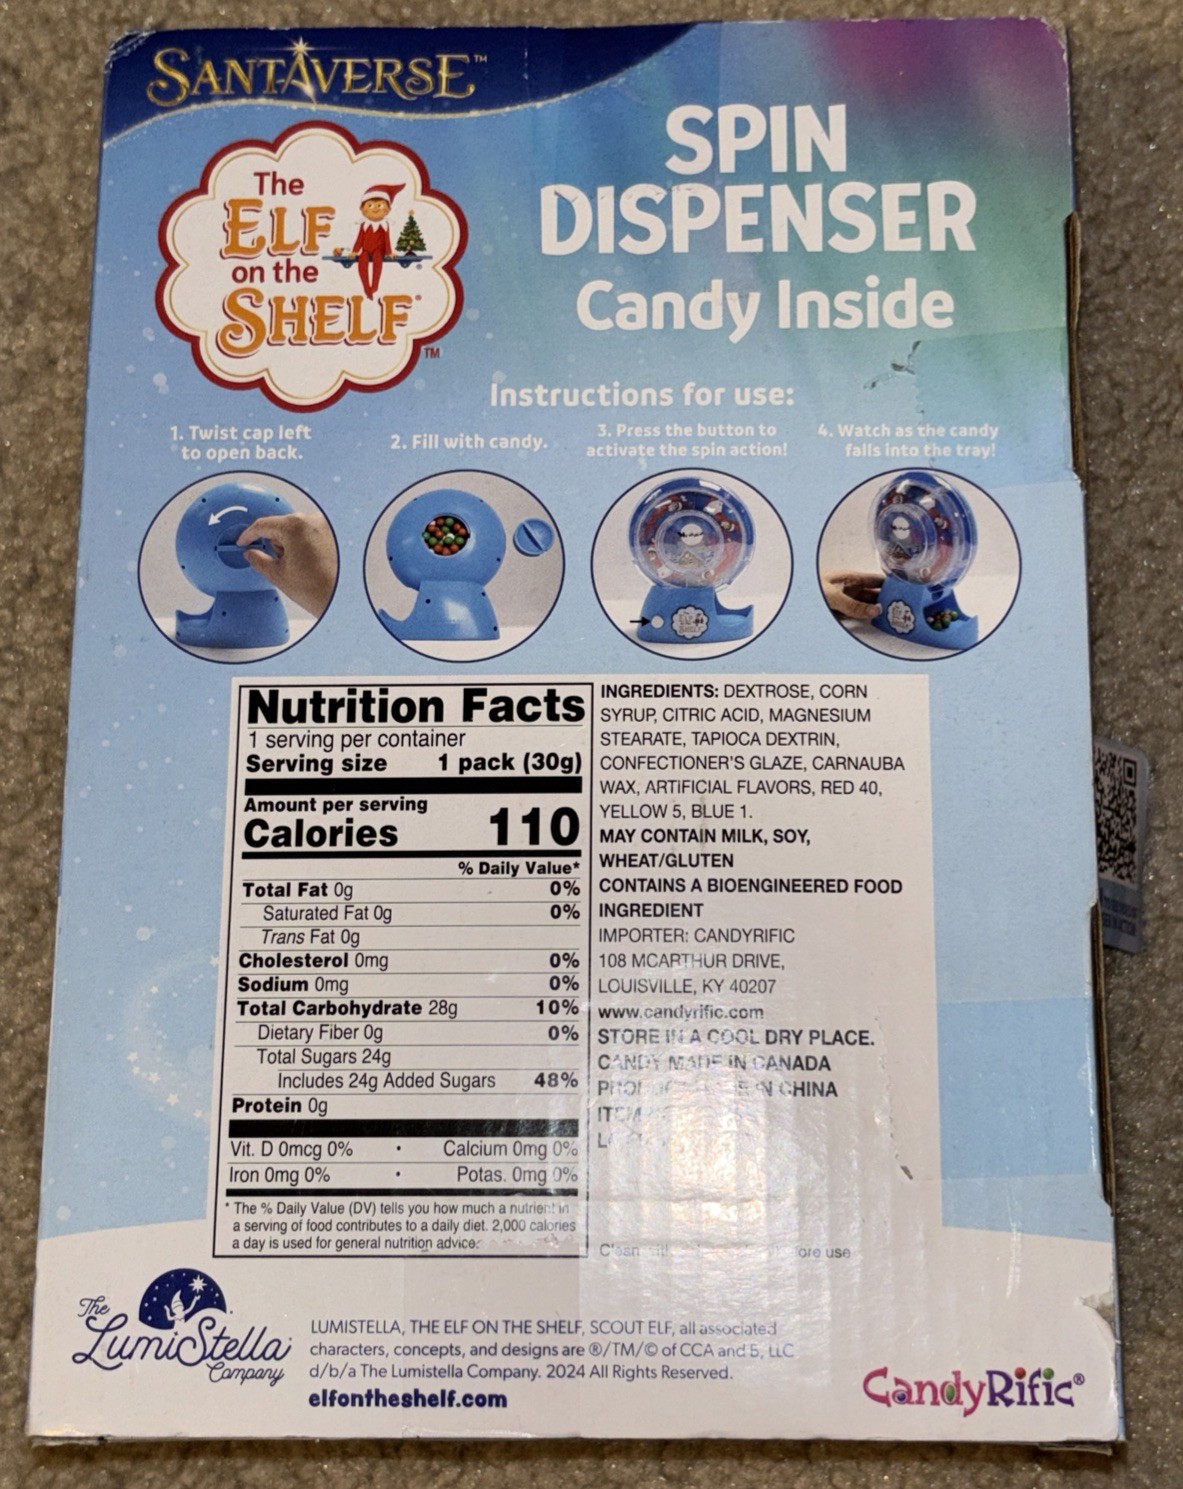 SANTAVERSE™
The
ELF
on the
SHELF®
™
SPIN
DISPENSER
Candy Inside
Instructions for use:
1. Twist cap left
to open back.
2. Fill with candy.
3. Press the button to
activate the spin action!
4. Watch as the candy
falls into the tray!
Nutrition Facts
1 serving per container
Serving size 1 pack (30g)
Amount per serving
Calories 110
% Daily Value*
Total Fat 0g 0%
Saturated Fat 0g 0%
Trans Fat 0g
Cholesterol 0mg 0%
Sodium 0mg 0%
Total Carbohydrate 28g 10%
Dietary Fiber 0g 0%
Total Sugars 24g
Includes 24g Added Sugars 48%
Protein 0g
Vit. D 0mcg 0% • Calcium 0mg 0%
Iron 0mg 0% • Potas. 0mg 0%
* The % Daily Value (DV) tells you how much a nutrient in
a serving of food contributes to a daily diet. 2,000 calories
a day is used for general nutrition advice.
INGREDIENTS: DEXTROSE, CORN
SYRUP, CITRIC ACID, MAGNESIUM
STEARATE, TAPIOCA DEXTRIN,
CONFECTIONER'S GLAZE, CARNAUBA
WAX, ARTIFICIAL FLAVORS, RED 40,
YELLOW 5, BLUE 1.
MAY CONTAIN MILK, SOY,
WHEAT/GLUTEN
CONTAINS A BIOENGINEERED FOOD
INGREDIENT
IMPORTER: CANDYRIFIC
108 MCARTHUR DRIVE,
LOUISVILLE, KY 40207
www.candyrific.com
STORE IN A COOL DRY PLACE.
CANDY MADE IN CANADA
IN CHINA
ITEM
use
The
LumiStella
Company
LUMISTELLA, THE ELF ON THE SHELF, SCOUT ELF, all associated
characters, concepts, and designs are ®/TM/© of CCA and B, LLC
d/b/a The Lumistella Company. 2024 All Rights Reserved.
elfontheshelf.com
CandyRific®